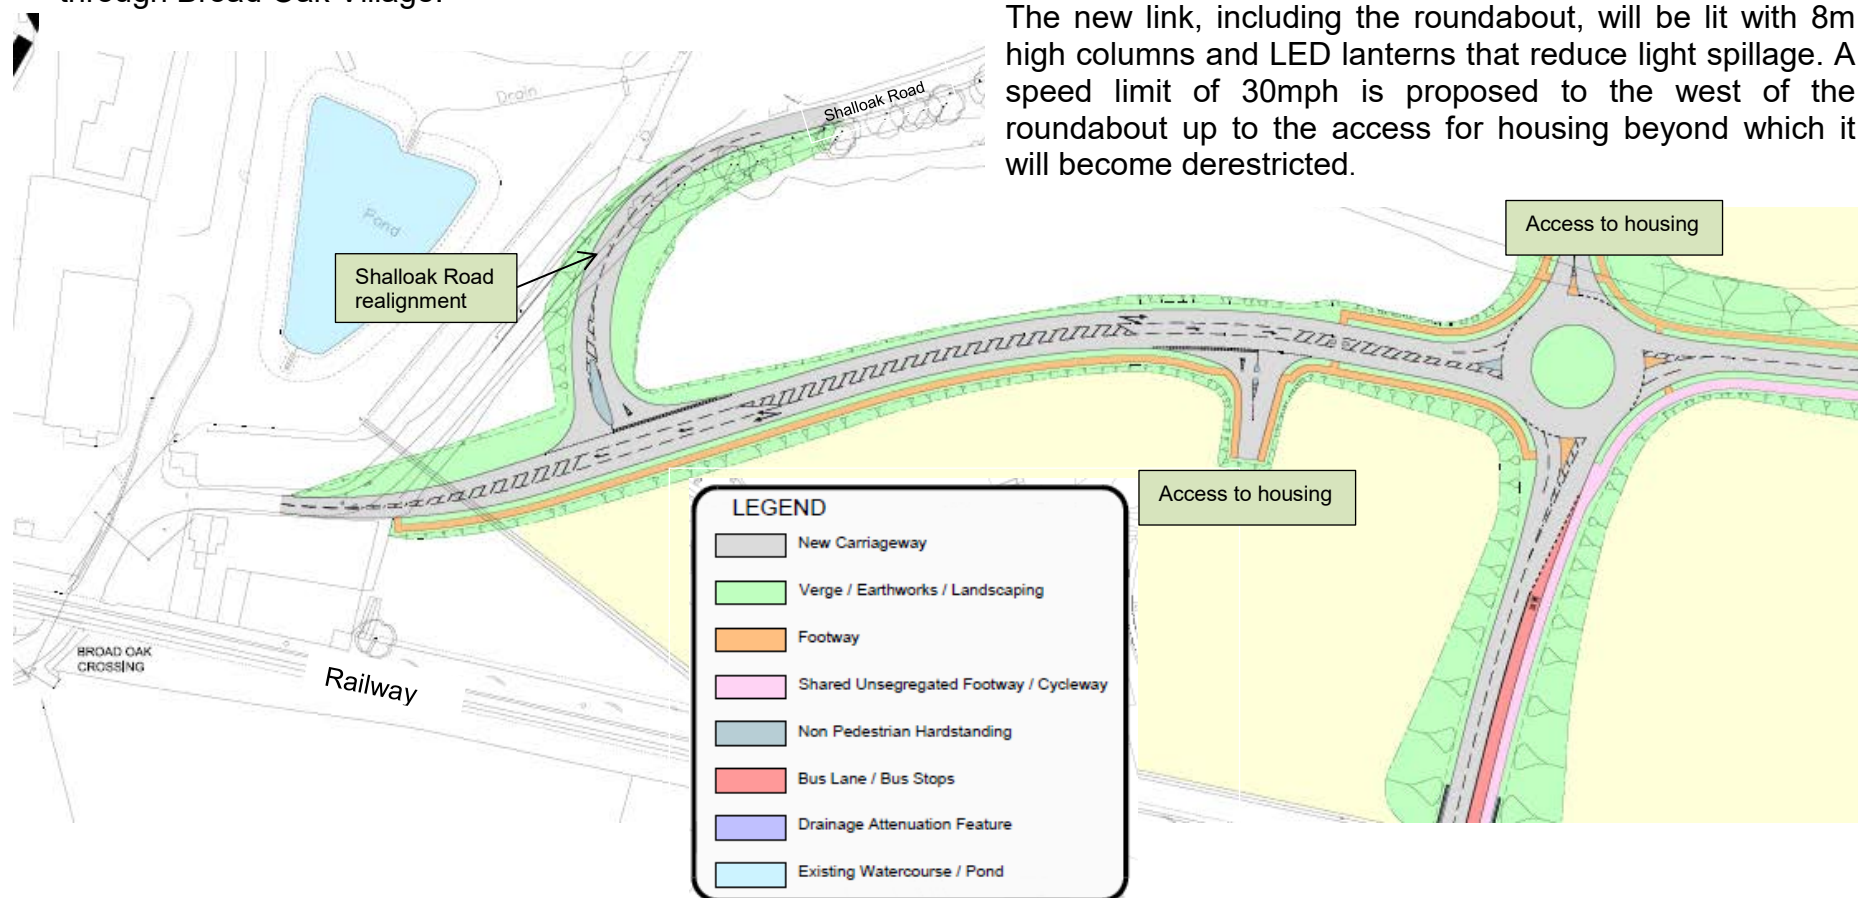 through Broad Oak Village.
The new link, including the roundabout, will be lit with 8m
high columns and LED lanterns that reduce light spillage. A
speed limit of 30mph is proposed to the west of the
roundabout up to the access for housing beyond which it
will become derestricted.
Drain
Shalloak Road
Pond
Shalloak Road
realignment
Access to housing
Access to housing
BROAD OAK
CROSSING
Railway
LEGEND
New Carriageway
Verge / Earthworks / Landscaping
Footway
Shared Unsegregated Footway / Cycleway
Non Pedestrian Hardstanding
Bus Lane / Bus Stops
Drainage Attenuation Feature
Existing Watercourse / Pond